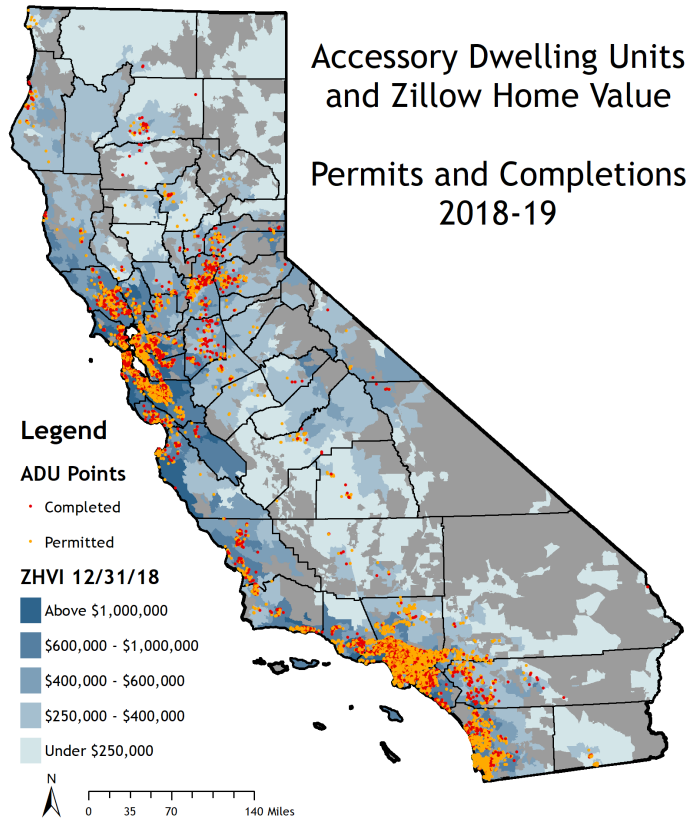 Accessory Dwelling Units
and Zillow Home Value
Permits and Completions
2018-19
Legend
ADU Points
Completed
Permitted
ZHVI 12/31/18
Above $1,000,000
$600,000 - $1,000,000
$400,000 - $600,000
$250,000 - $400,000
Under $250,000
N
0 35 70 140 Miles